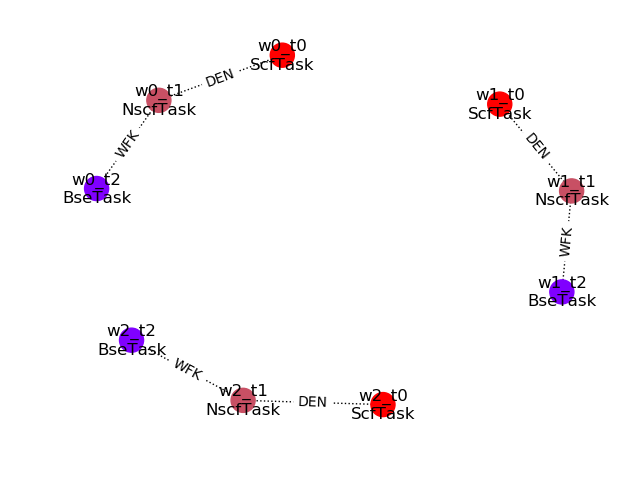 w0_t0
ScfTask
DEN
w0_t1
NscfTask
WFK
w0_t2
BseTask
w1_t0
ScfTask
DEN
w1_t1
NscfTask
WFK
w1_t2
BseTask
w2_t2
BseTask
WFK
w2_t1
NscfTask
DEN
w2_t0
ScfTask